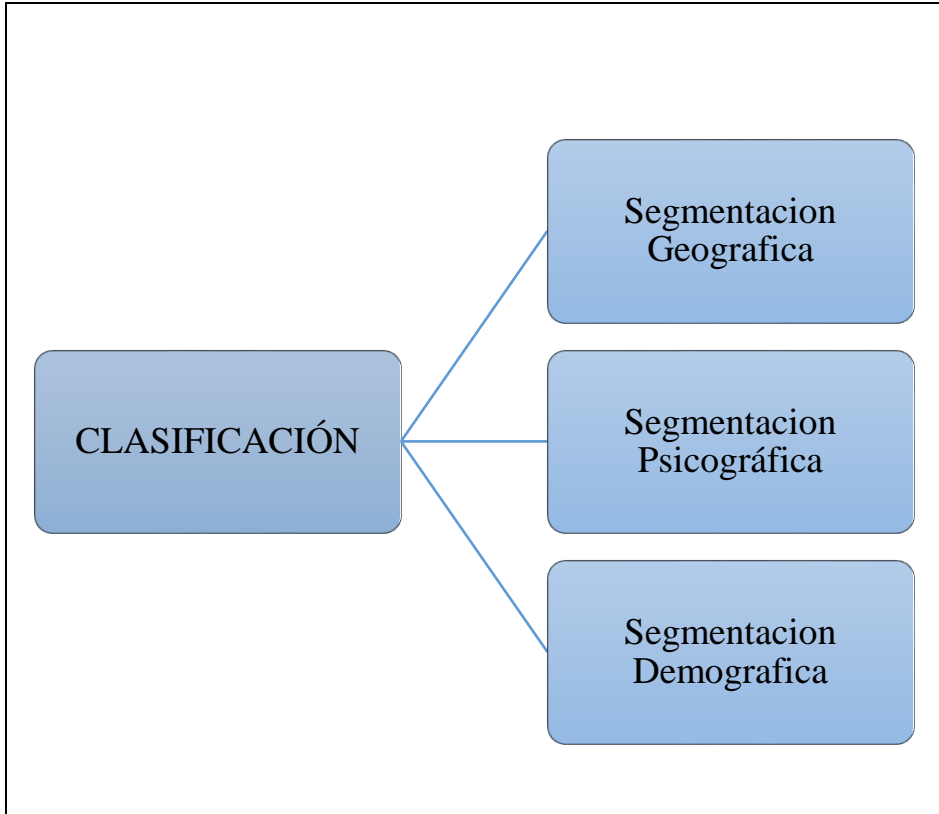 CLASIFICACIÓN
Segmentacion
Geografica
Segmentacion
Psicográfica
Segmentacion
Demografica